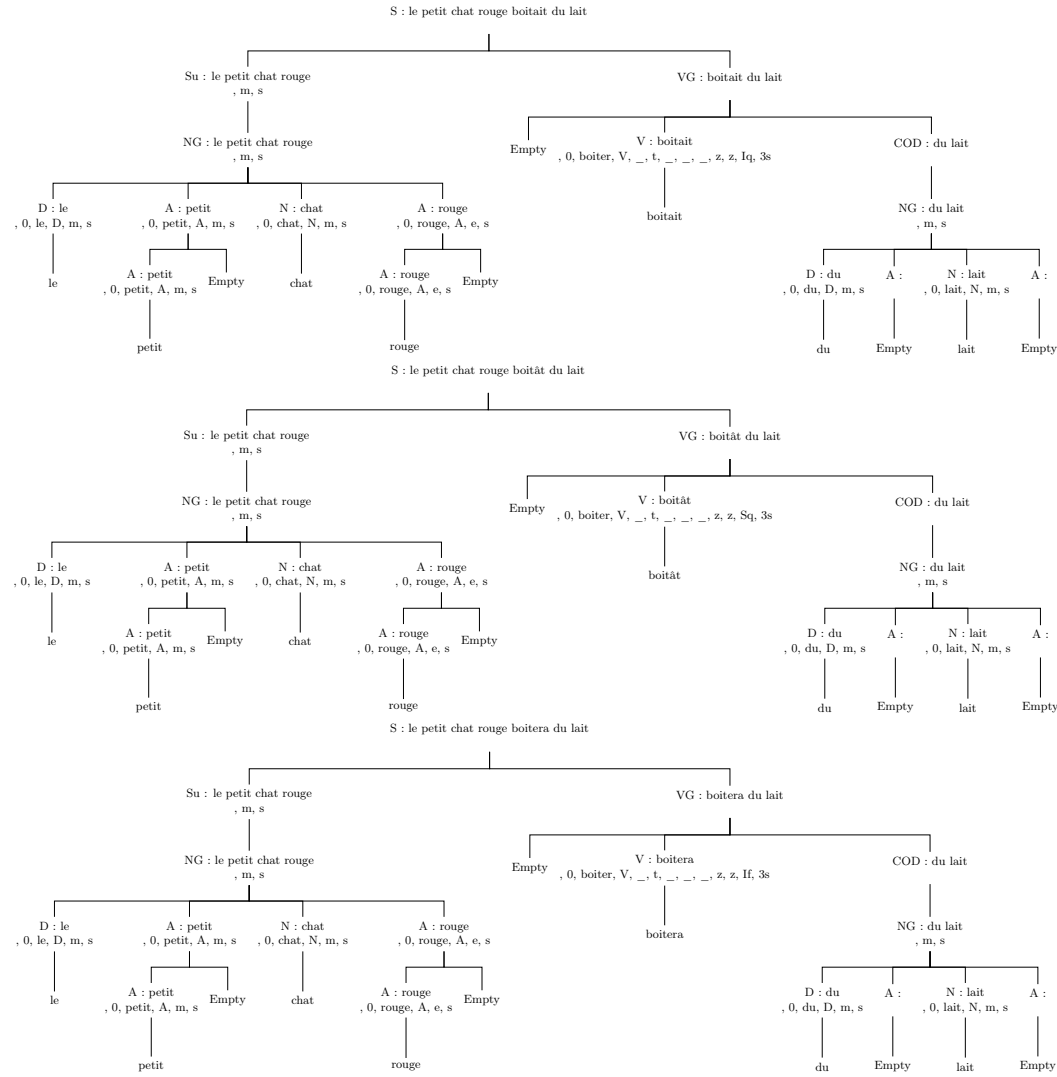 S : le petit chat rouge boitait du lait
Su : le petit chat rouge
, m, s
VG : boitait du lait
NG : le petit chat rouge
, m, s
Empty
V : boitait
, 0, boiter, V, _, t, _, _, _, z, z, Iq, 3s
COD : du lait
D : le
, 0, le, D, m, s
A : petit
, 0, petit, A, m, s
N : chat
, 0, chat, N, m, s
A : rouge
, 0, rouge, A, e, s
boitait
NG : du lait
, m, s
le
A : petit
, 0, petit, A, m, s
Empty
chat
A : rouge
, 0, rouge, A, e, s
Empty
D : du
, 0, du, D, m, s
A :
N : lait
, 0, lait, N, m, s
A :
petit
rouge
du
Empty
lait
Empty
S : le petit chat rouge boitât du lait
Su : le petit chat rouge
, m, s
VG : boitât du lait
NG : le petit chat rouge
, m, s
Empty
V : boitât
, 0, boiter, V, _, t, _, _, _, z, z, Sq, 3s
COD : du lait
D : le
, 0, le, D, m, s
A : petit
, 0, petit, A, m, s
N : chat
, 0, chat, N, m, s
A : rouge
, 0, rouge, A, e, s
boitât
NG : du lait
, m, s
le
A : petit
, 0, petit, A, m, s
Empty
chat
A : rouge
, 0, rouge, A, e, s
Empty
D : du
, 0, du, D, m, s
A :
N : lait
, 0, lait, N, m, s
A :
petit
rouge
du
Empty
lait
Empty
S : le petit chat rouge boitera du lait
Su : le petit chat rouge
, m, s
VG : boitera du lait
NG : le petit chat rouge
, m, s
Empty
V : boitera
, 0, boiter, V, _, t, _, _, _, z, z, If, 3s
COD : du lait
D : le
, 0, le, D, m, s
A : petit
, 0, petit, A, m, s
N : chat
, 0, chat, N, m, s
A : rouge
, 0, rouge, A, e, s
boitera
NG : du lait
, m, s
le
A : petit
, 0, petit, A, m, s
Empty
chat
A : rouge
, 0, rouge, A, e, s
Empty
D : du
, 0, du, D, m, s
A :
N : lait
, 0, lait, N, m, s
A :
petit
rouge
du
Empty
lait
Empty